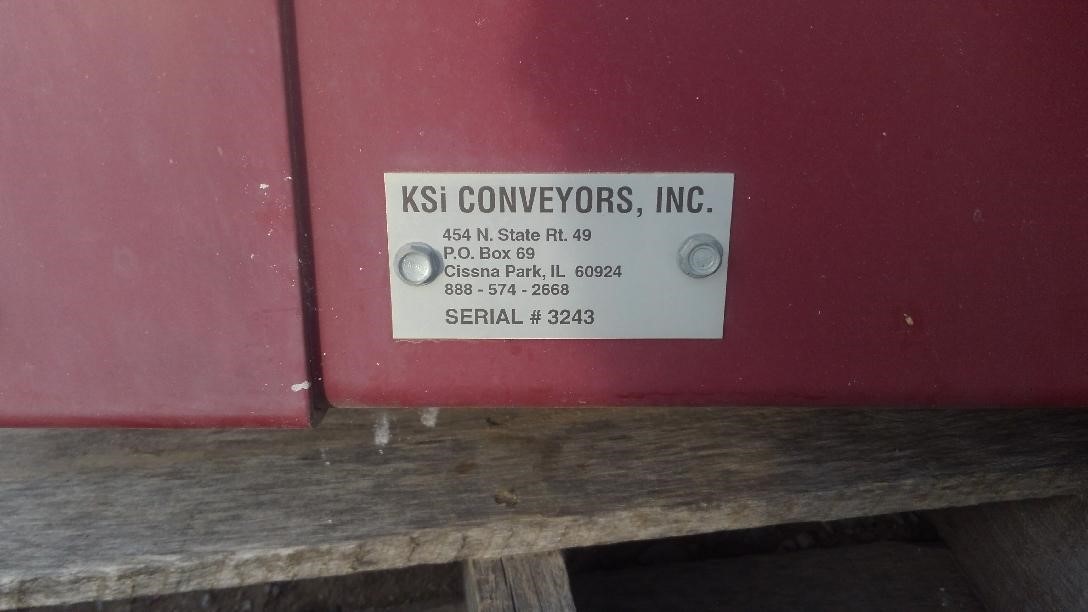 KSi CONVEYORS, INC.
454 N. State Rt. 49
P.O. Box 69
Cissna Park, IL 60924
888 - 574 - 2668
SERIAL # 3243